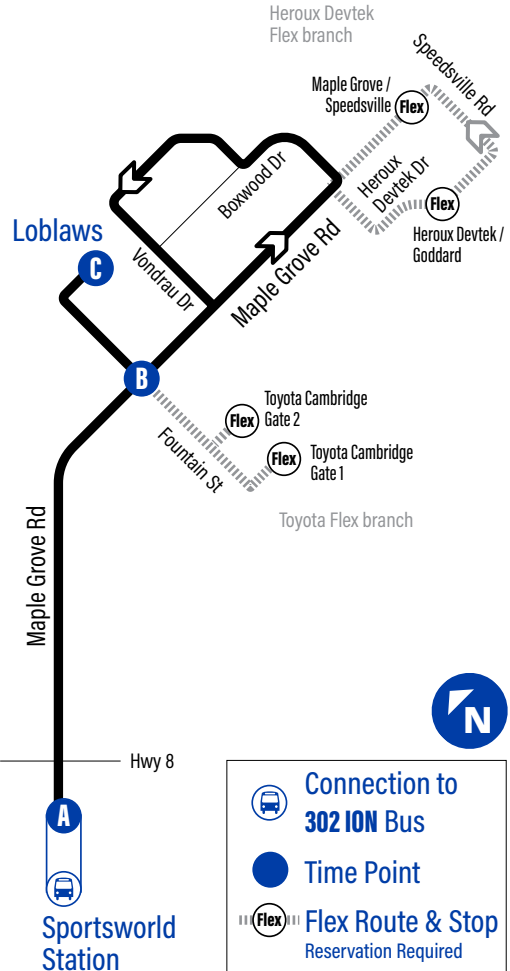 Heroux Devtek
Flex branch
Speedsville Rd
Maple Grove /
Speedsville
Flex
Heroux
Devtek Dr
Flex
Heroux Devtek /
Goddard
Boxwood Dr
Vondrau Dr
Maple Grove Rd
Loblaws
C
B
Toyota Cambridge
Gate 2
Flex
Fountain St
Flex
Toyota Cambridge
Gate 1
Toyota Flex branch
Maple Grove Rd
N
Hwy 8
A
Sportsworld
Station
Connection to
302 ION Bus
Time Point
Flex
Flex Route & Stop
Reservation Required